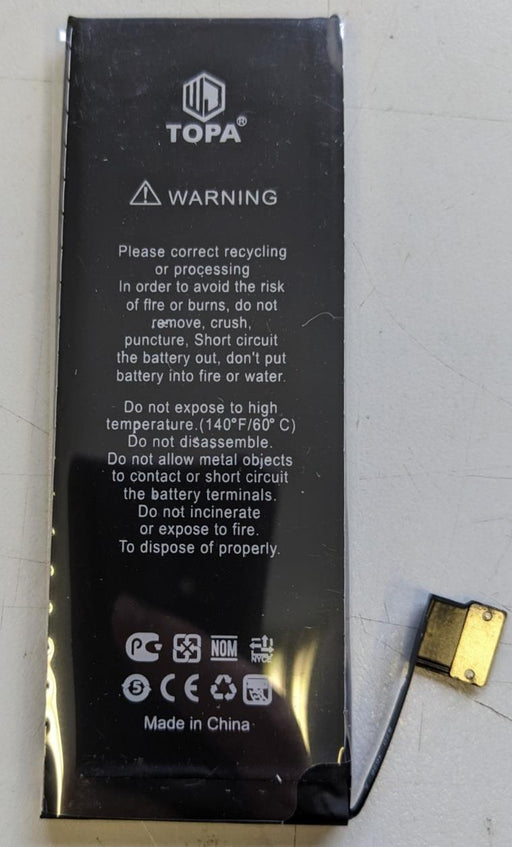 TOPA®
WARNING
Please correct recycling
or processing
In order to avoid the risk
of fire or burns, do not
remove, crush,
puncture, Short circuit
the battery out, don't put
battery into fire or water.
Do not expose to high
temperature.(140°F/60° C)
Do not disassemble.
Do not allow metal objects
to contact or short circuit
the battery terminals.
Do not incinerate
or expose to fire.
To dispose of properly.
NOM NYCE
5 CE
Made in China